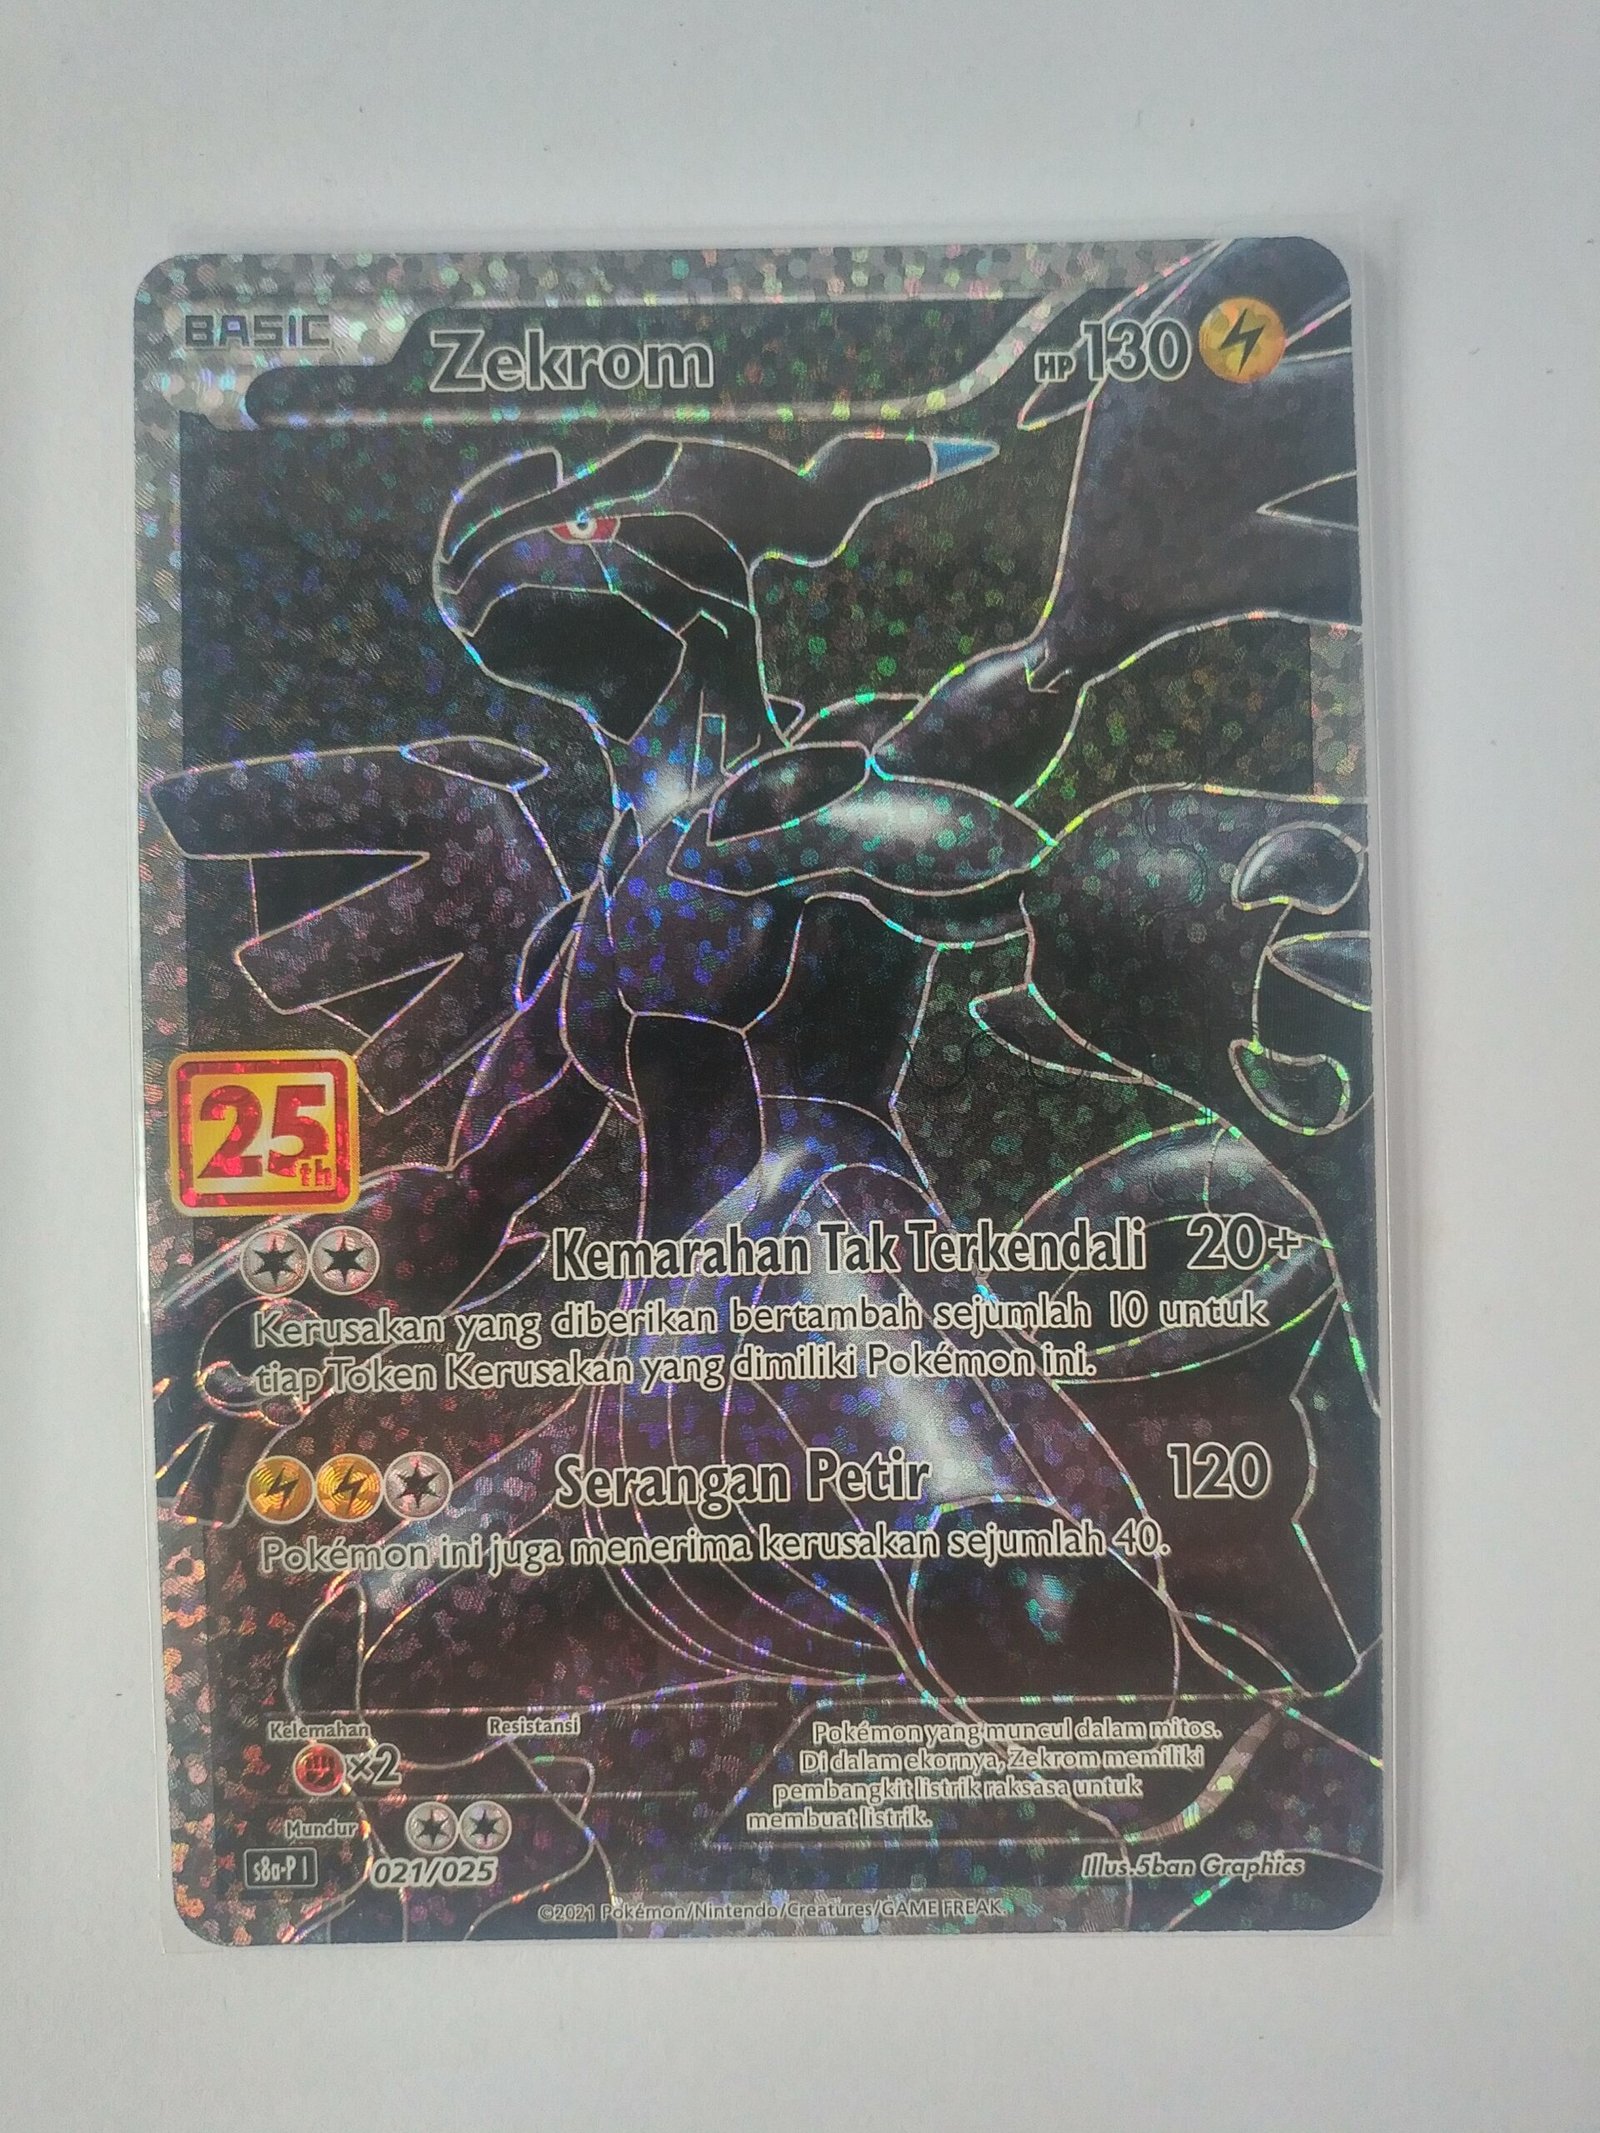 BASIC Zekrom HP 130
25th
Kemarahan Tak Terkendali 20+
Kerusakan yang diberikan bertambah sejumlah 10 untuk
tiap Token Kerusakan yang dimiliki Pokémon ini.
Serangan Petir 120
Pokémon ini juga menerima kerusakan sejumlah 40.
Kelemahan Resistansi
×2
Mundur
Pokémon yang muncul dalam mitos.
Di dalam ekornya, Zekrom memiliki
pembangkit listrik raksasa untuk
membuat listrik.
s8a-P I 021/025
Illus.5ban Graphics
©2021 Pokémon/Nintendo/Creatures/GAME FREAK.